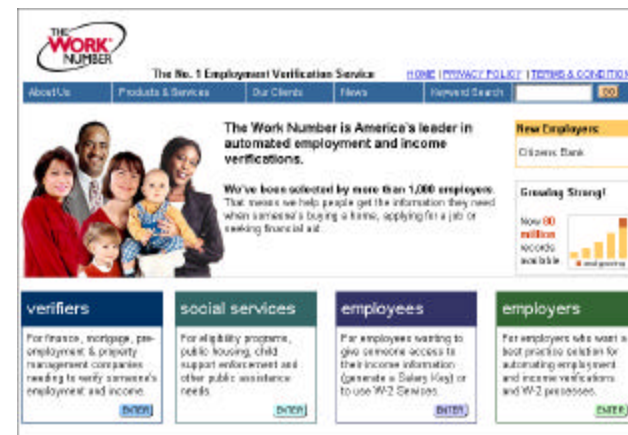 THE
WORK
NUMBER
The No. 1 Employment Verification Service
HOME | PRIVACY POLICY | TERMS & CONDITION
About Us Products & Services Our Clients News Keyword Search GO
The Work Number is America's leader in
automated employment and income
verifications.
We've been selected by more than 1,000 employers.
That means we help people get the information they need
when someone's buying a home, applying for a job or
seeking financial aid.
New Employers:
Citizens Bank
Growing Strong!
Now 80
million
records
available
and growing
verifiers
For finance, mortgage, pre-
employment & property
management companies
needing to verify someone's
employment and income.
ENTER
social services
For eligibility programs,
public housing, child
support enforcement and
other public assistance
needs.
ENTER
employees
For employees wanting to
give someone access to
their income information
(generate a Salary Key) or
to use W-2 Services.
ENTER
employers
For employers who want a
best practice solution for
automating employment
and income verifications
and W-2 processes.
ENTER